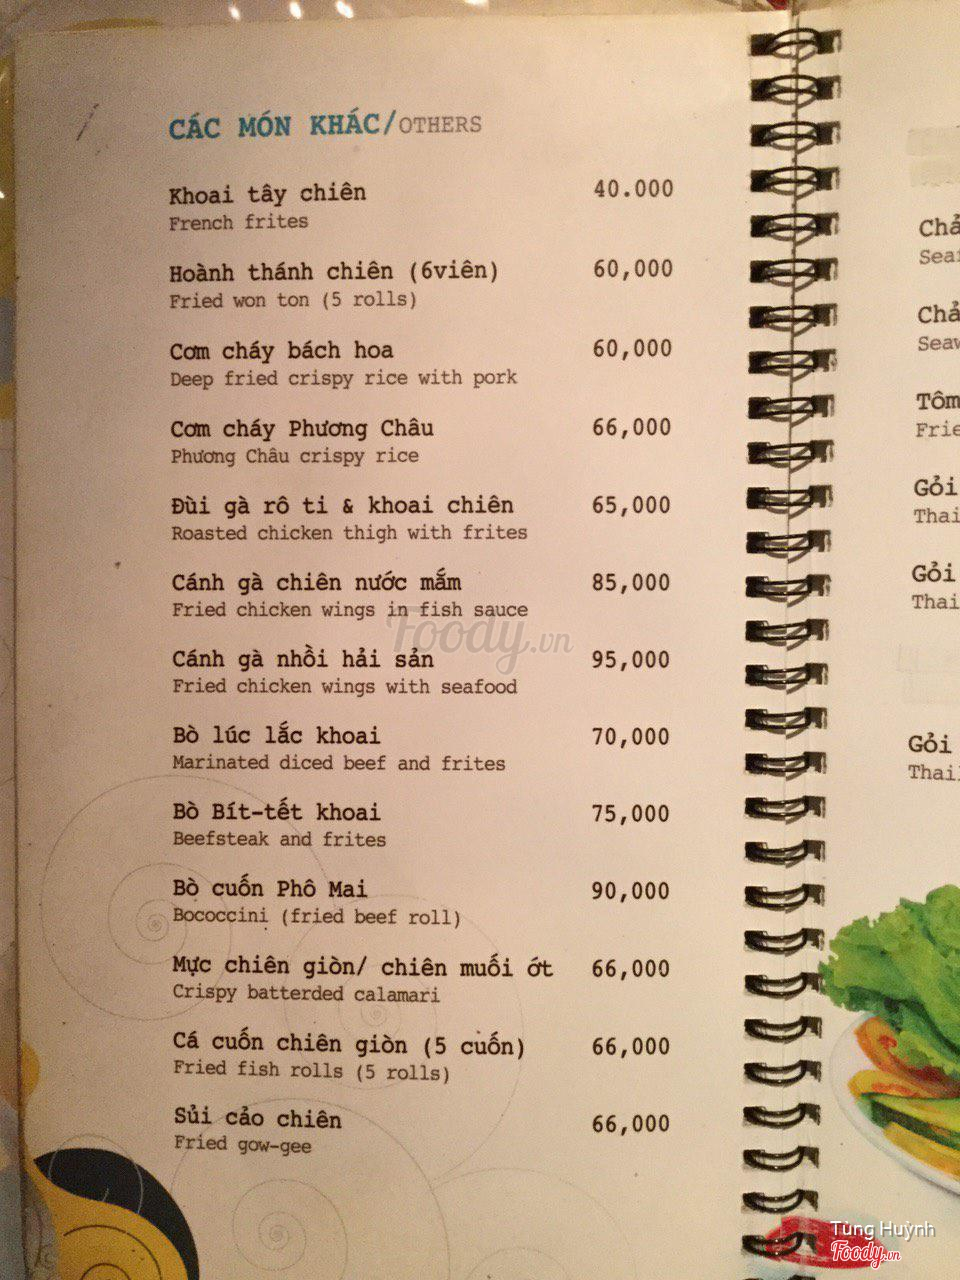 CÁC MÓN KHÁC/OTHERS
Khoai tây chiên 40.000
French frites
Hoành thánh chiên (6viên) 60,000
Fried won ton (5 rolls)
Cơm cháy bách hoa 60,000
Deep fried crispy rice with pork
Cơm cháy Phương Châu 66,000
Phương Châu crispy rice
Đùi gà rô ti & khoai chiên 65,000
Roasted chicken thigh with frites
Cánh gà chiên nước mắm 85,000
Fried chicken wings in fish sauce
Cánh gà nhồi hải sản 95,000
Fried chicken wings with seafood
Bò lúc lắc khoai 70,000
Marinated diced beef and frites
Bò Bít-tết khoai 75,000
Beefsteak and frites
Bò cuốn Phô Mai 90,000
Bococcini (fried beef roll)
Mực chiên giòn/ chiên muối ớt 66,000
Crispy batterded calamari
Cá cuốn chiên giòn (5 cuốn) 66,000
Fried fish rolls (5 rolls)
Sủi cảo chiên 66,000
Fried gow-gee
Foody.vn
Chả
Chả
Tôm
Gỏi
Thai
Gỏi
Thai
Gỏi
Tùng Huỳnh
Foody.vn